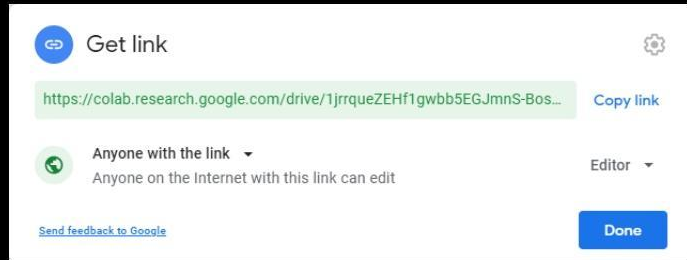 Get link
https://colab.research.google.com/drive/1jrrqueZEHf1gwbb5EGJmnS-Bos...
Copy link
Anyone with the link
Anyone on the Internet with this link can edit
Editor
Send feedback to Google
Done